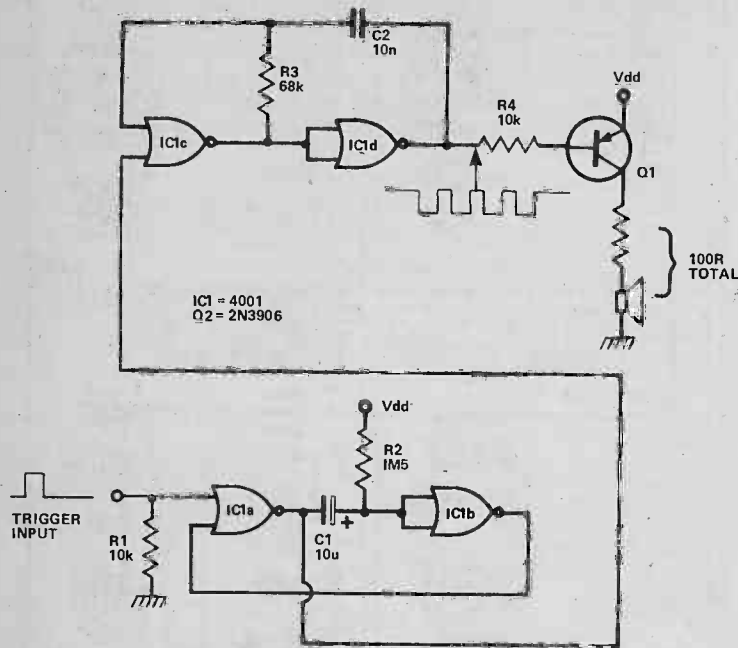 C2
10n
R3
68k
Vdd
R4
10k
IC1c
IC1d
Q1
100R
TOTAL
IC1 = 4001
Q2 = 2N3906
Vdd
R2
IM5
TRIGGER
INPUT
R1
10k
IC1a
C1
10u
+
IC1b